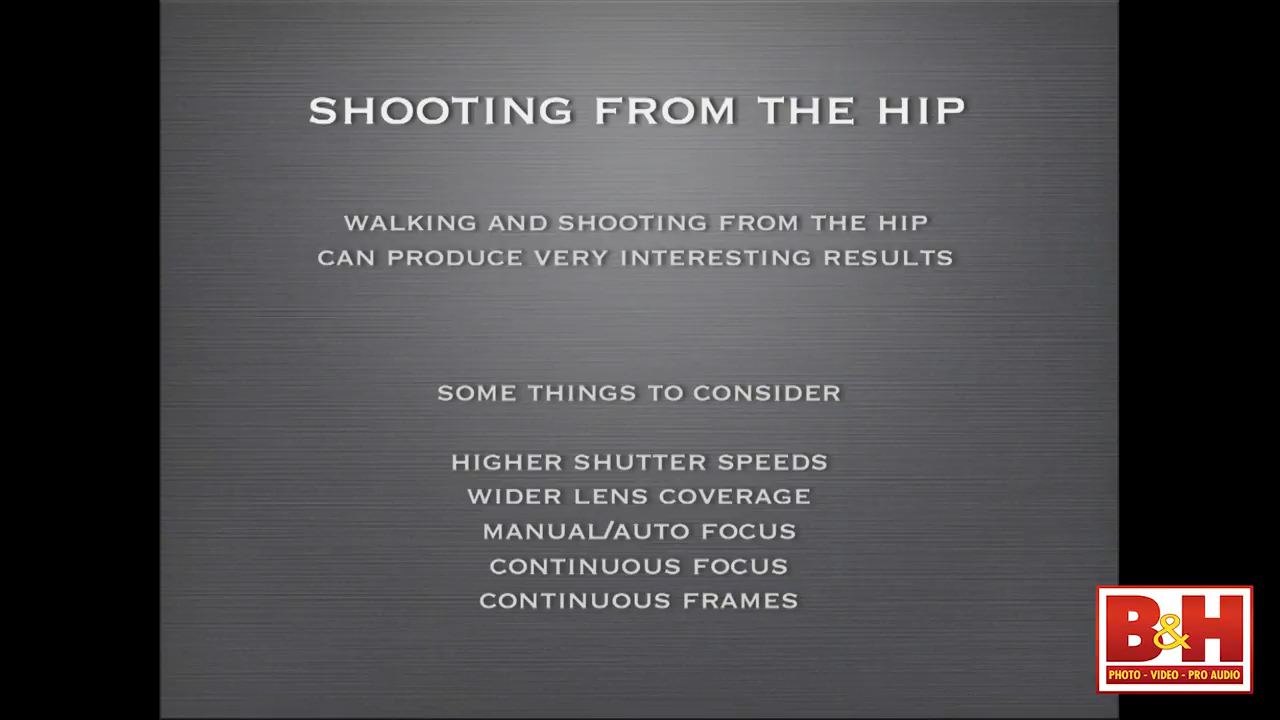 SHOOTING FROM THE HIP
WALKING AND SHOOTING FROM THE HIP
CAN PRODUCE VERY INTERESTING RESULTS
SOME THINGS TO CONSIDER
HIGHER SHUTTER SPEEDS
WIDER LENS COVERAGE
MANUAL/AUTO FOCUS
CONTINUOUS FOCUS
CONTINUOUS FRAMES
B&H
PHOTO - VIDEO - PRO AUDIO